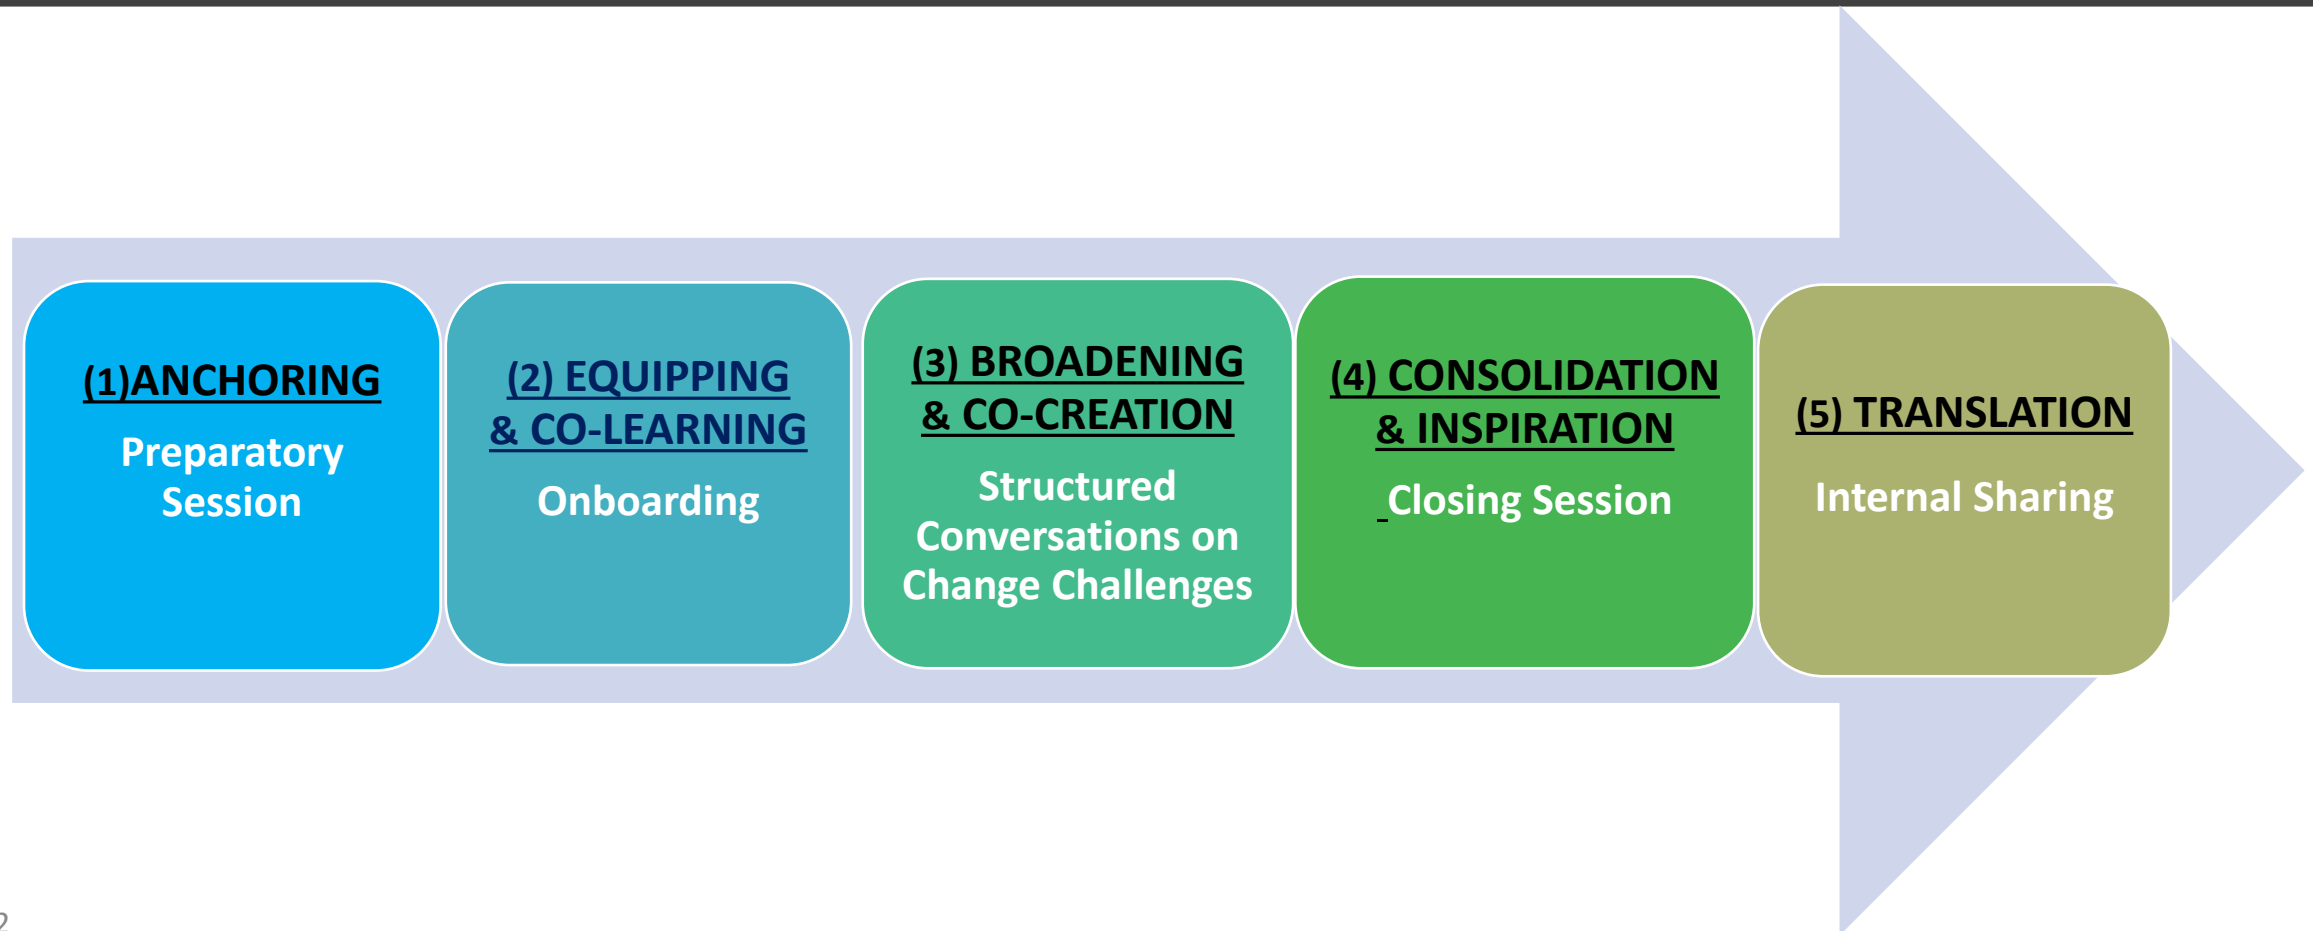 (1)ANCHORING
Preparatory
Session
(2) EQUIPPING
& CO-LEARNING
Onboarding
(3) BROADENING
& CO-CREATION
Structured
Conversations on
Change Challenges
(4) CONSOLIDATION
& INSPIRATION
Closing Session
(5) TRANSLATION
Internal Sharing
2